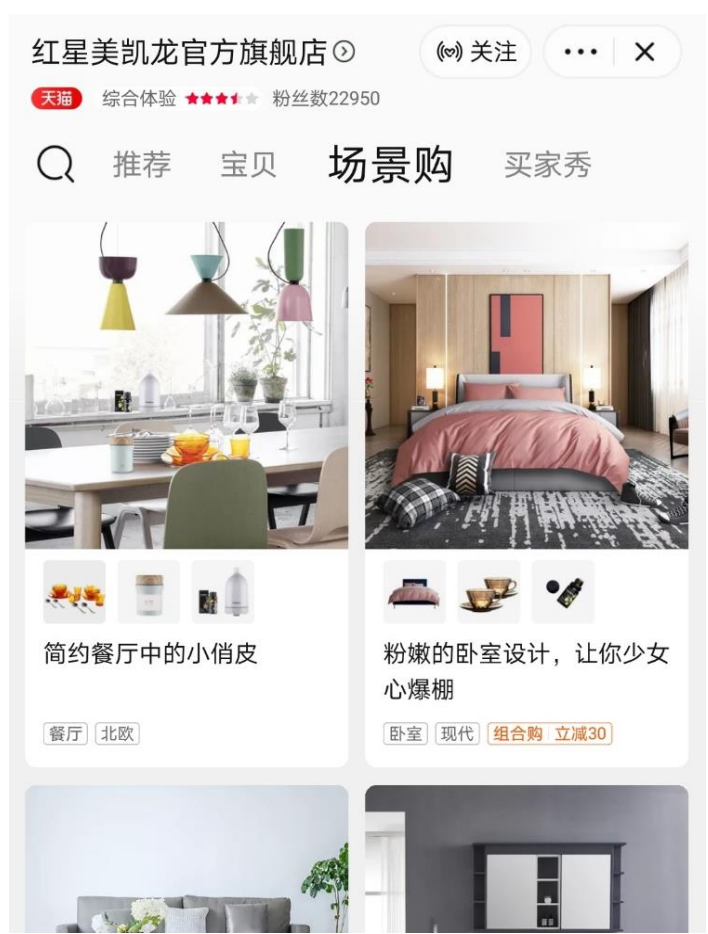 红星美凯龙官方旗舰店
关注
天猫 综合体验 粉丝数22950
推荐 宝贝 场景购 买家秀
简约餐厅中的小俏皮
餐厅 北欧
粉嫩的卧室设计，让你少女
心爆棚
卧室 现代 组合购 立减30